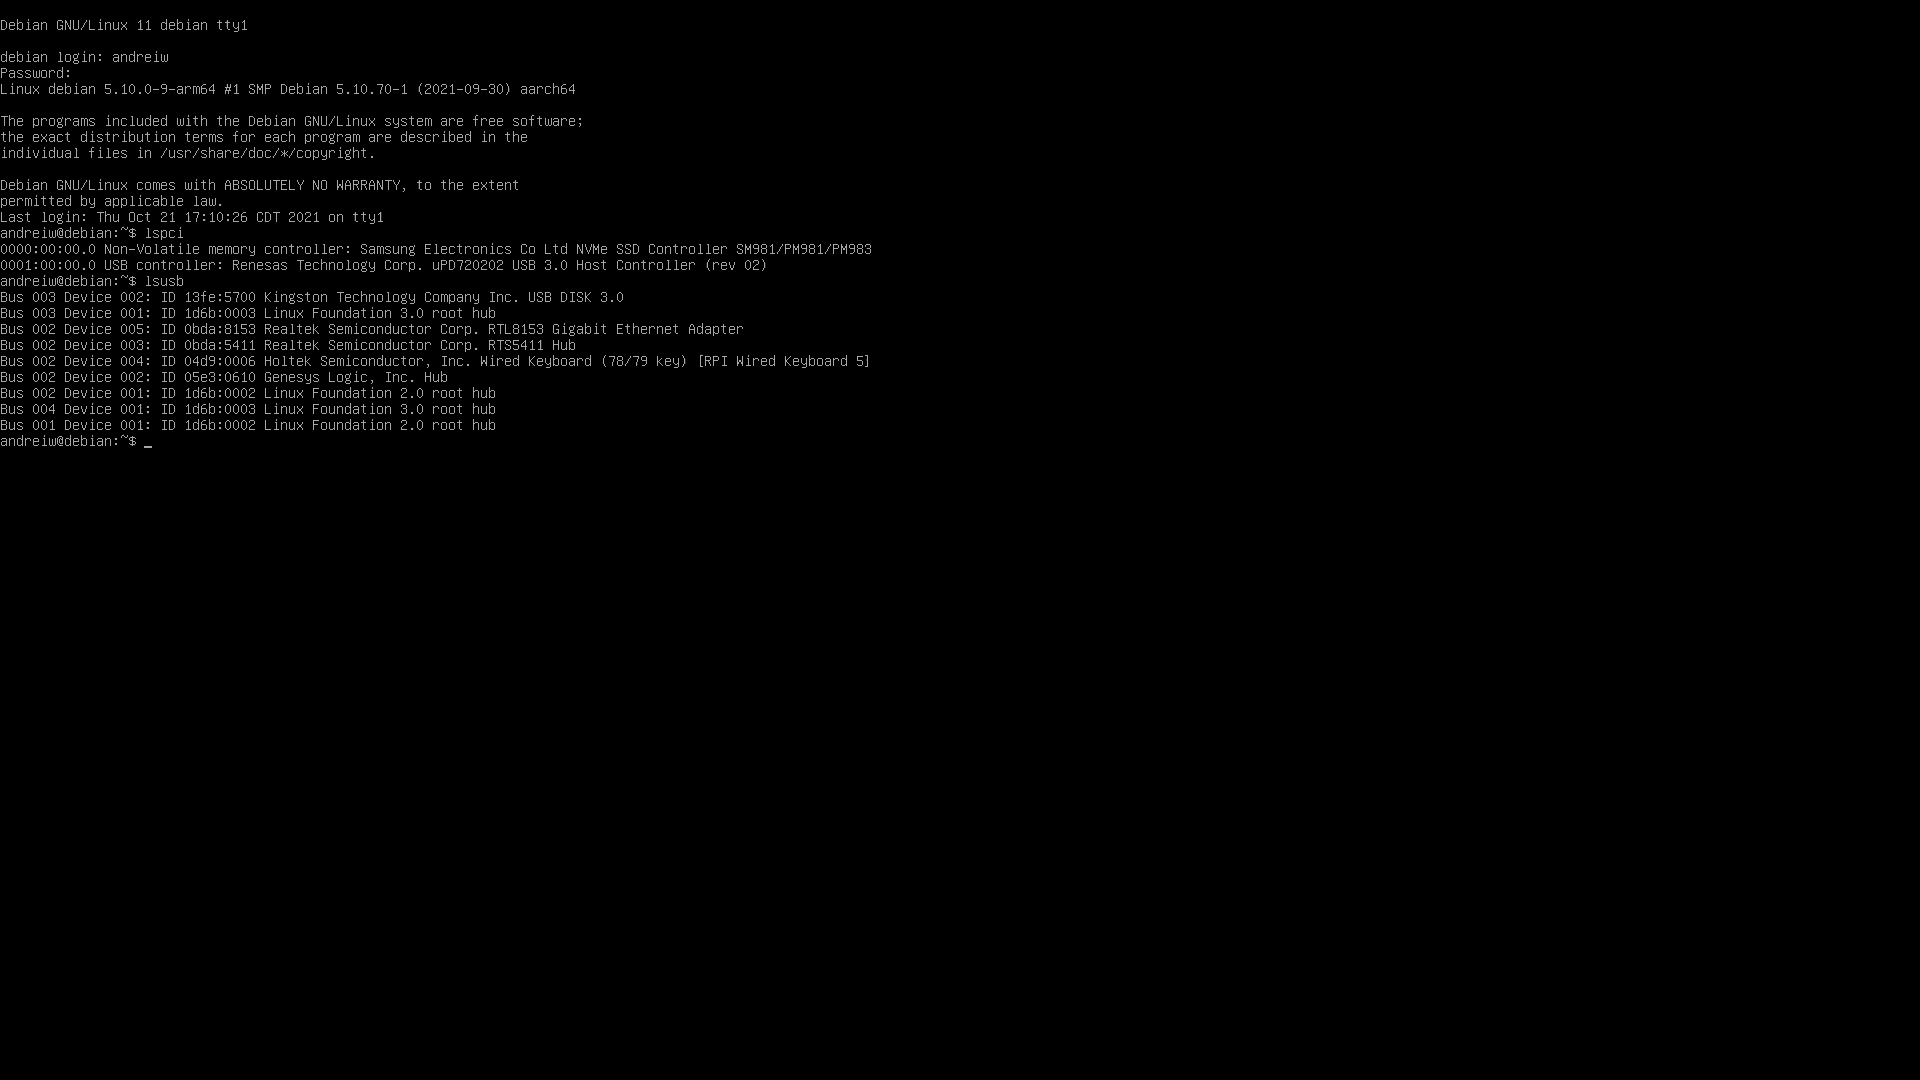 Debian GNU/Linux 11 debian tty1
debian login: andreiw
Password:
Linux debian 5.10.0-9-arm64 #1 SMP Debian 5.10.70-1 (2021-09-30) aarch64
The programs included with the Debian GNU/Linux system are free software;
the exact distribution terms for each program are described in the
individual files in /usr/share/doc/*/copyright.
Debian GNU/Linux comes with ABSOLUTELY NO WARRANTY, to the extent
permitted by applicable law.
Last login: Thu Oct 21 17:10:26 CDT 2021 on tty1
andreiw@debian:~$ lspci
0000:00:00.0 Non-Volatile memory controller: Samsung Electronics Co Ltd NVMe SSD Controller SM981/PM981/PM983
0001:00:00.0 USB controller: Renesas Technology Corp. uPD720202 USB 3.0 Host Controller (rev 02)
andreiw@debian:~$ lsusb
Bus 003 Device 002: ID 13fe:5700 Kingston Technology Company Inc. USB DISK 3.0
Bus 003 Device 001: ID 1d6b:0003 Linux Foundation 3.0 root hub
Bus 002 Device 005: ID 0bda:8153 Realtek Semiconductor Corp. RTL8153 Gigabit Ethernet Adapter
Bus 002 Device 003: ID 0bda:5411 Realtek Semiconductor Corp. RTS5411 Hub
Bus 002 Device 004: ID 04d9:0006 Holtek Semiconductor, Inc. Wired Keyboard (78/79 key) [RPI Wired Keyboard 5]
Bus 002 Device 002: ID 05e3:0610 Genesys Logic, Inc. Hub
Bus 002 Device 001: ID 1d6b:0002 Linux Foundation 2.0 root hub
Bus 004 Device 001: ID 1d6b:0003 Linux Foundation 3.0 root hub
Bus 001 Device 001: ID 1d6b:0002 Linux Foundation 2.0 root hub
andreiw@debian:~$ _